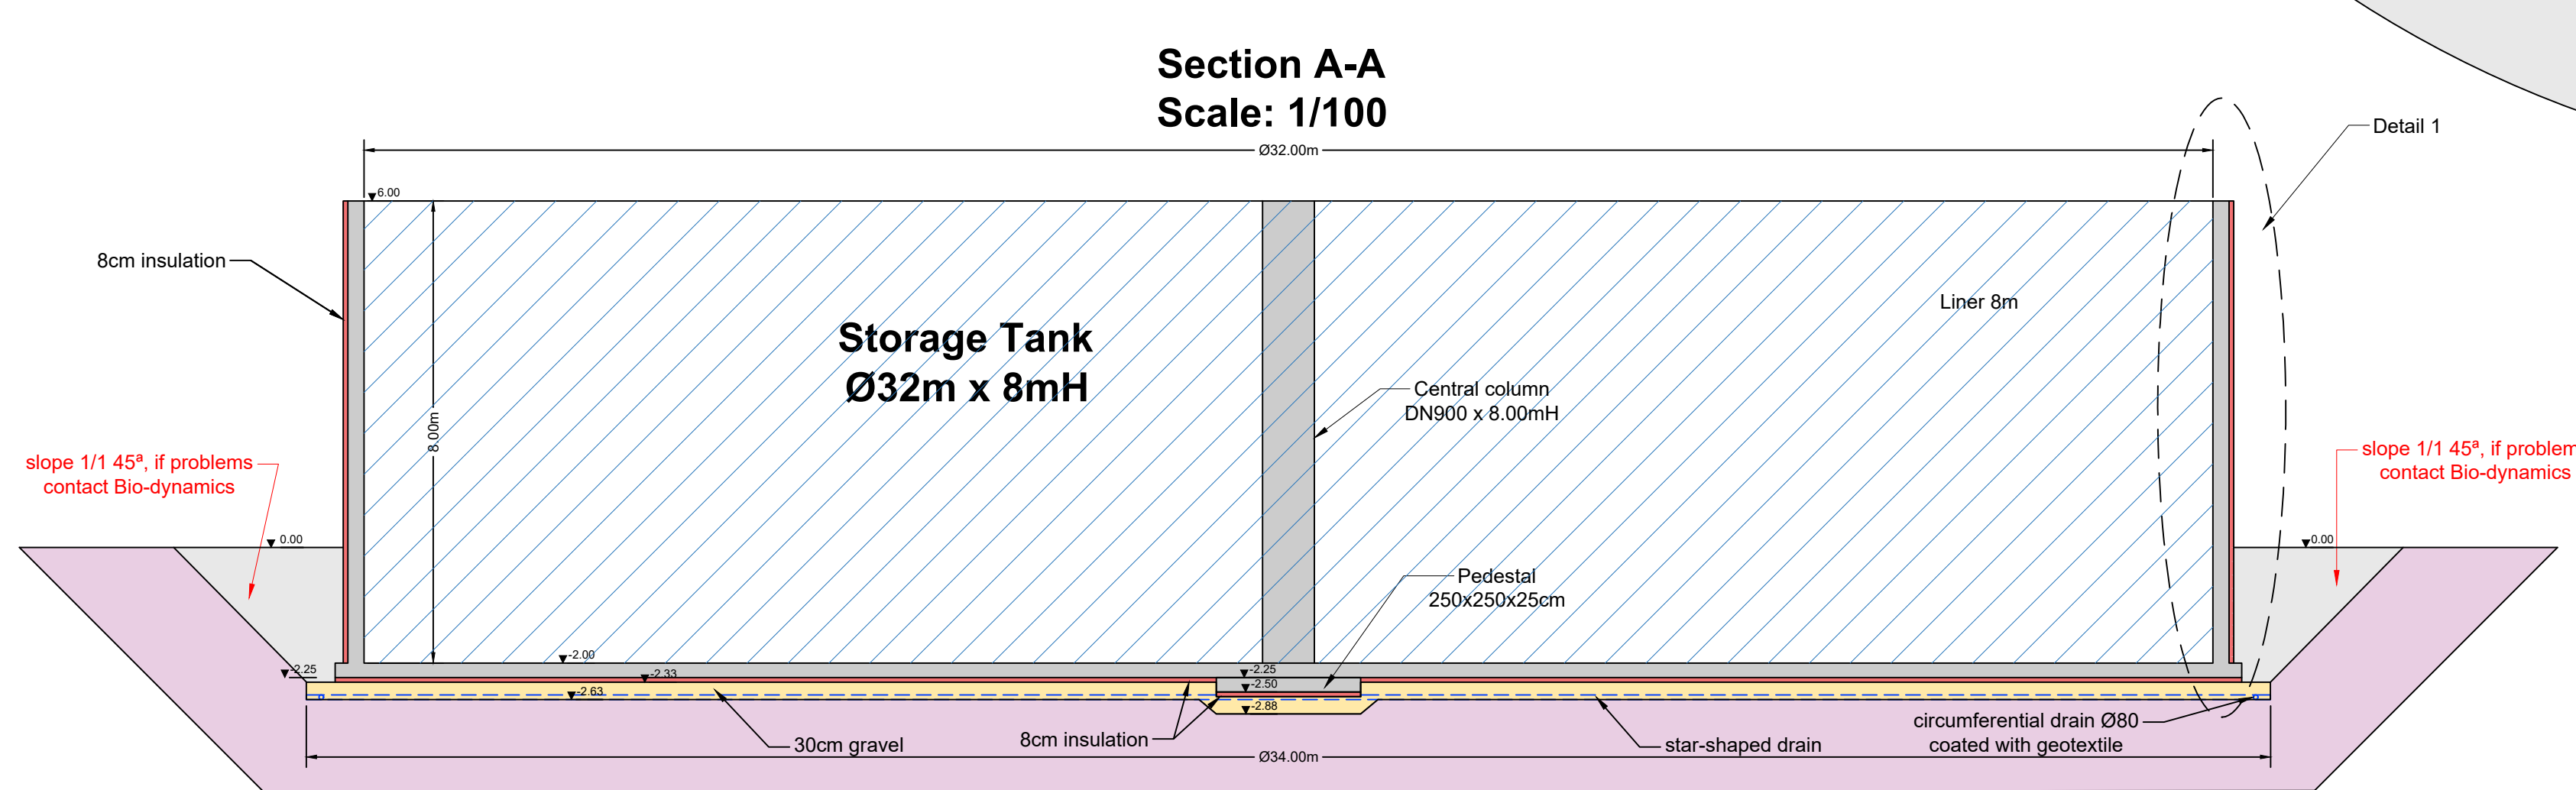 Section A-A
Scale: 1/100
Detail 1
Ø32.00m
6.00
8cm insulation
Liner 8m
Storage Tank
Ø32m x 8mH
Central column
DN900 x 8.00mH
8.00m
slope 1/1 45ª, if problems
contact Bio-dynamics
slope 1/1 45ª, if problem
contact Bio-dynamics
0.00
0.00
Pedestal
250x250x25cm
-2.00
-2.25
-2.33
-2.25
-2.50
-2.63
-2.88
30cm gravel
8cm insulation
star-shaped drain
circumferential drain Ø80
coated with geotextile
Ø34.00m